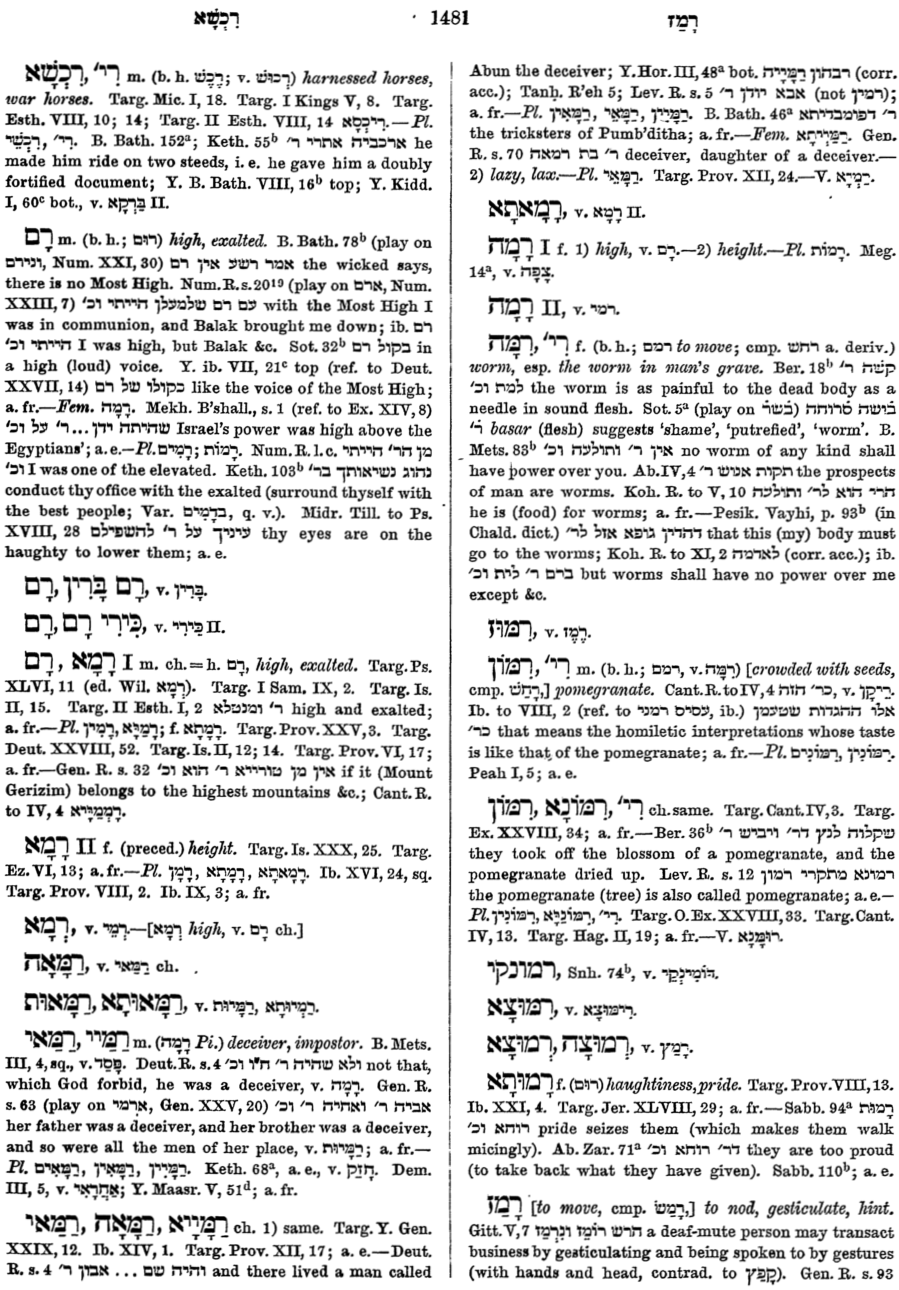 רִכְשָׁא
1481
רָמַז
רִכְשָׁא, רִי׳ m. (b. h. רֶכֶשׁ; v. רכוּשׁ) harnessed horses,
war horses. Targ. Mic. I, 18. Targ. I Kings V, 8. Targ.
Esth. VIII, 10; 14; Targ. II Esth. VIII, 14 רִיכְסָא.—Pl.
רִכְשֵׁי, רִי׳. B. Bath. 152ᵃ; Keth. 55ᵇ ארכביה אתרי ר׳ he
made him ride on two steeds, i. e. he gave him a doubly
fortified document; Y. B. Bath. VIII, 16ᵇ top; Y. Kidd.
I, 60ᶜ bot., v. בַּרְקָא II.
רָם m. (b. h.; רוּם) high, exalted. B. Bath. 78ᵇ (play on
ונירם, Num. XXI, 30) אמר רשע אין רם the wicked says,
there is no Most High. Num. R. s. 20¹⁹ (play on ארם, Num.
XXIII, 7) עם רם שלמעלן הייתי וכ׳ with the Most High I
was in communion, and Balak brought me down; ib. רם
הייתי וכ׳ I was high, but Balak &c. Sot. 32ᵇ בקול רם in
a high (loud) voice. Y. ib. VII, 21ᶜ top (ref. to Deut.
XXVII, 14) כקולו של רם like the voice of the Most High;
a. fr.—Fem. רָמָה. Mekh. B'shall., s. 1 (ref. to Ex. XIV, 8)
שהיתה ידן ... ר׳ על וכ׳ Israel's power was high above the
Egyptians'; a. e.—Pl. רָמִים; רָמוֹת. Num. R. l. c. מן הר׳ הייתי
וכ׳ I was one of the elevated. Keth. 103ᵇ נהוג נשיאותך בר׳
conduct thy office with the exalted (surround thyself with
the best people; Var. בדמים, q. v.). Midr. Till. to Ps.
XVIII, 28 עיניך על ר׳ להשפילם thy eyes are on the
haughty to lower them; a. e.
רָם בָּרִין, רָם, v. בָּרִין.
כִּירִי רָם, רָם, v. כִּירִי II.
רָמָא, רָם I m. ch. = h. רָם, high, exalted. Targ. Ps.
XLVI, 11 (ed. Wil. רְמָא). Targ. I Sam. IX, 2. Targ. Is.
II, 15. Targ. II Esth. I, 2 ר׳ ומנטלא high and exalted;
a. fr.—Pl. רָמִין, רָמַיָּא; f. רָמָתָא. Targ. Prov. XXV, 3. Targ.
Deut. XXVIII, 52. Targ. Is. II, 12; 14. Targ. Prov. VI, 17;
a. fr.—Gen. R. s. 32 אין מן טורייא ר׳ הוא וכ׳ if it (Mount
Gerizim) belongs to the highest mountains &c.; Cant. R.
to IV, 4 רְמָמַיָּיא.
רָמָא II f. (preced.) height. Targ. Is. XXX, 25. Targ.
Ez. VI, 13; a. fr.—Pl. רָמָן, רָמָתָא, רָמָאתָא. Ib. XVI, 24, sq.
Targ. Prov. VIII, 2. Ib. IX, 3; a. fr.
רְמָא, v. רְמֵי.—[רְמָא high, v. רָם ch.]
רַמָּאָה, v. רַמַּאי ch.
רַמָּאוּתָא, רַמָּאוּת, v. רַמָּיוּת, רַמְיוּתָא.
רַמַּיי, רַמַּאי m. (רָמָה Pi.) deceiver, impostor. B. Mets.
III, 4, sq., v. פָּסַד. Deut. R. s. 4 ולא שהיה ר׳ ח״ו וכ׳ not that,
which God forbid, he was a deceiver, v. רָמָה. Gen. R.
s. 63 (play on ארמי, Gen. XXV, 20) אביה ר׳ ואחיה ר׳ וכ׳
her father was a deceiver, and her brother was a deceiver,
and so were all the men of her place, v. רַמָּיוּת; a. fr.—
Pl. רַמָּיִין, רַמָּאִין, רַמָּאִים. Keth. 68ᵃ, a. e., v. חָזַק. Dem.
III, 5, v. אַחֲרָאי; Y. Maasr. V, 51ᵈ; a. fr.
רַמָּיָיא, רַמָּאָה, רַמַּאי ch. 1) same. Targ. Y. Gen.
XXIX, 12. Ib. XIV, 1. Targ. Prov. XII, 17; a. e.—Deut.
R. s. 4 והיה שם ... אבון ר׳ and there lived a man called
Abun the deceiver; Y. Hor. III, 48ᵃ bot. רבהון רַמָּיָיה (corr.
acc.); Tanḥ. R'eh 5; Lev. R. s. 5 אבא יודן ר׳ (not רמין);
a. fr.—Pl. רַמָּיִין, רַמָּאֵי, רַמָּאִין. B. Bath. 46ᵃ ר׳ דפומבדיתא
the tricksters of Pumb'ditha; a. fr.—Fem. רַמָּיְיתָא. Gen.
R. s. 70 ר׳ בת רמאה deceiver, daughter of a deceiver.—
2) lazy, lax.—Pl. רַמָּאֵי. Targ. Prov. XII, 24.—V. רַמְיָא.
רָמָאתָא, v. רָמָא II.
רָמָה I f. 1) high, v. רָם.—2) height.—Pl. רָמוֹת. Meg.
14ᵃ, v. צָפָה.
רָמָה II, v. רמי.
רִמָּה, רִי׳ f. (b. h.; רמם to move; cmp. רחש a. deriv.)
worm, esp. the worm in man's grave. Ber. 18ᵇ קשה ר׳
למת וכ׳ the worm is as painful to the dead body as a
needle in sound flesh. Sot. 5ᵃ (play on בשר) בושה סרוחה
ר׳ basar (flesh) suggests 'shame', 'putrefied', 'worm'. B.
Mets. 83ᵇ אין ר׳ ותולעה וכ׳ no worm of any kind shall
have power over you. Ab. IV, 4 תקות אנוש ר׳ the prospects
of man are worms. Koh. R. to V, 10 הרי הוא לר׳ ותולעה
he is (food) for worms; a. fr.—Pesik. Vayhi, p. 93ᵇ (in
Chald. dict.) דהדין גופא אזל לר׳ that this (my) body must
go to the worms; Koh. R. to XI, 2 לאדמה (corr. acc.); ib.
ברם ר׳ לית וכ׳ but worms shall have no power over me
except &c.
רִמּוּז, v. רֶמֶז.
רִמּוֹן, רִי׳ m. (b. h.; רמם, v. רִמָּה) [crowded with seeds,
cmp. רָחַשׁ,] pomegranate. Cant. R. to IV, 4 כר׳ הזה, v. רֵיקָן.
Ib. to VIII, 2 (ref. to עסיס רמני, ib.) אלו ההגדות שטעמן
כר׳ that means the homiletic interpretations whose taste
is like that of the pomegranate; a. fr.—Pl. רִמּוֹנִים, רִמּוֹנִין.
Peah I, 5; a. e.
רִמּוֹנָא, רִמּוֹן, רִי׳ ch. same. Targ. Cant. IV, 3. Targ.
Ex. XXVIII, 34; a. fr.—Ber. 36ᵇ שקלוה לנץ דר׳ ויביש ר׳
they took off the blossom of a pomegranate, and the
pomegranate dried up. Lev. R. s. 12 רמונא מתקרי רמון
the pomegranate (tree) is also called pomegranate; a. e.—
Pl. רִמּוֹנִין, רִמּוֹנַיָּא, רִי׳. Targ. O. Ex. XXVIII, 33. Targ. Cant.
IV, 13. Targ. Hag. II, 19; a. fr.—V. רוּמָּנָא.
רמונקי, Snh. 74ᵇ, v. דּוֹמִינְקֵי.
רִמּוּצָא, v. רִימּוּצָא.
רְמוּצָה, רְמוּצָא, v. רָמַץ.
רָמוּתָא f. (רוּם) haughtiness, pride. Targ. Prov. VIII, 13.
Ib. XXI, 4. Targ. Jer. XLVIII, 29; a. fr.—Sabb. 94ᵃ רָמוּת
רוחא וכ׳ pride seizes them (which makes them walk
micingly). Ab. Zar. 71ᵃ דר׳ רוחא וכ׳ they are too proud
(to take back what they have given). Sabb. 110ᵇ; a. e.
רָמַז [to move, cmp. רָמַשׂ,] to nod, gesticulate, hint.
Gitt. V, 7 חרש רומז ונרמז a deaf-mute person may transact
business by gesticulating and being spoken to by gestures
(with hands and head, contrad. to קָפַץ). Gen. R. s. 93